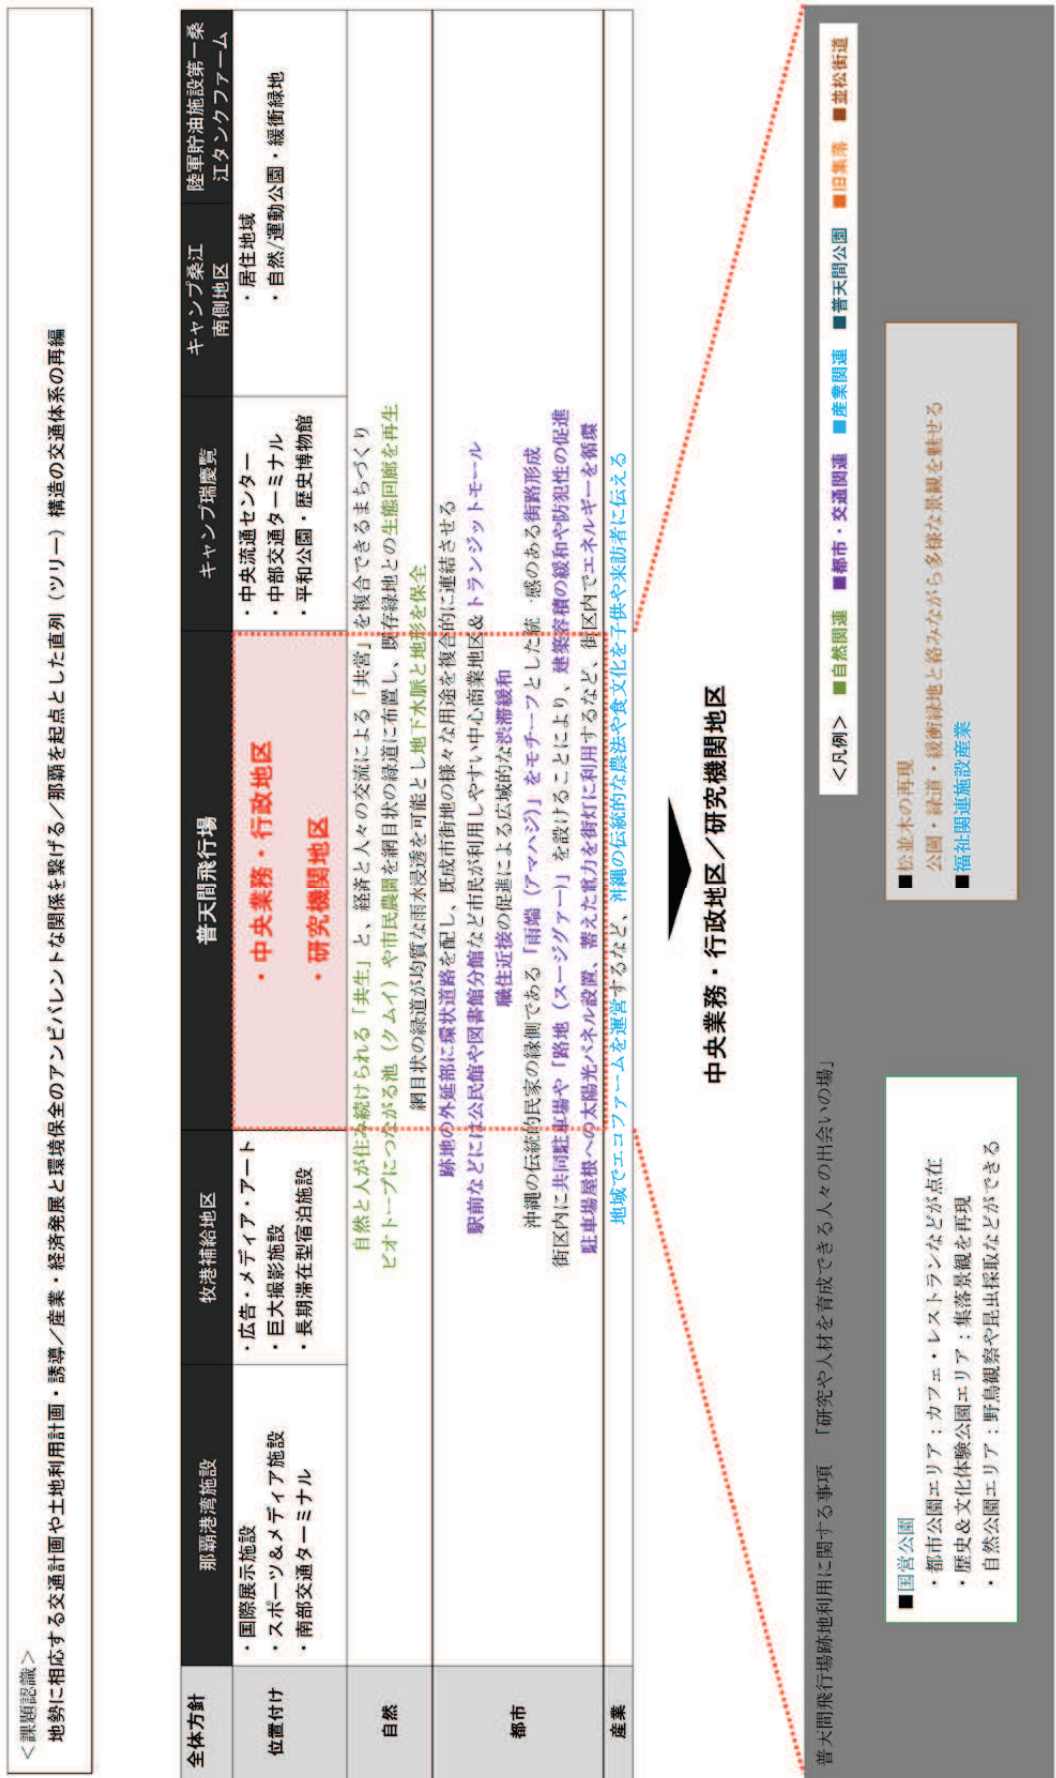 ＜課題認識＞
地勢に相応する交通計画や土地利用計画・誘導／産業・経済発展と環境保全のアンビバレントな関係を繋げる／那覇を起点とした直列（ツリー）構造の交通体系の再編
全体方針
那覇港湾施設
牧港補給地区
普天間飛行場
キャンプ瑞慶覧
キャンプ桑江
南側地区
陸軍貯油施設第一桑
江タンクファーム
位置付け
・国際展示施設
・スポーツ&メディア施設
・南部交通ターミナル
・広告・メディア・アート
・巨大撮影施設
・長期滞在型宿泊施設
・中央業務・行政地区
・研究機関地区
・中央流通センター
・中部交通ターミナル
・平和公園・歴史博物館
・居住地域
・自然/運動公園・緩衝緑地
自然
自然と人が住み続けられる「共生」と、経済と人々の交流による「共営」を複合できるまちづくり
ビオトープにつながる池（クムイ）や市民農園を網目状の緑道に布置し、既存緑地との生態回廊を再生
網目状の緑道が均質な雨水浸透を可能とし地下水脈と地形を保全
都市
跡地の外延部に環状道路を配し、既成市街地の様々な用途を複合的に連結させる
駅前などには公民館や図書館分館など市民が利用しやすい中心商業地区&トランジットモール
職住近接の促進による広域的な渋滞緩和
沖縄の伝統的民家の縁側である「雨端（アマハジ）」をモチーフとした統一感のある街路形成
街区内に共同駐車場や「路地（スージグァー）」を設けることにより、建築容積の緩和や防犯性の促進
駐車場屋根への太陽光パネル設置、蓄えた電力を街灯に利用するなど、街区内でエネルギーを循環
産業
地域でエコファームを運営するなど、沖縄の伝統的な農法や食文化を子供や来訪者に伝える
中央業務・行政地区／研究機関地区
普天間飛行場跡地利用に関する事項　「研究や人材を育成できる人々の出会いの場」
＜凡例＞　■自然関連　■都市・交通関連　■産業関連　■普天間公園　■旧集落　■並松街道
■国営公園
・都市公園エリア：カフェ・レストランなどが点在
・歴史&文化体験公園エリア：集落景観を再現
・自然公園エリア：野鳥観察や昆虫採取などができる
■松並木の再現
公園・緑道・緩衝緑地と絡みながら多様な景観を魅せる
■福祉関連施設産業